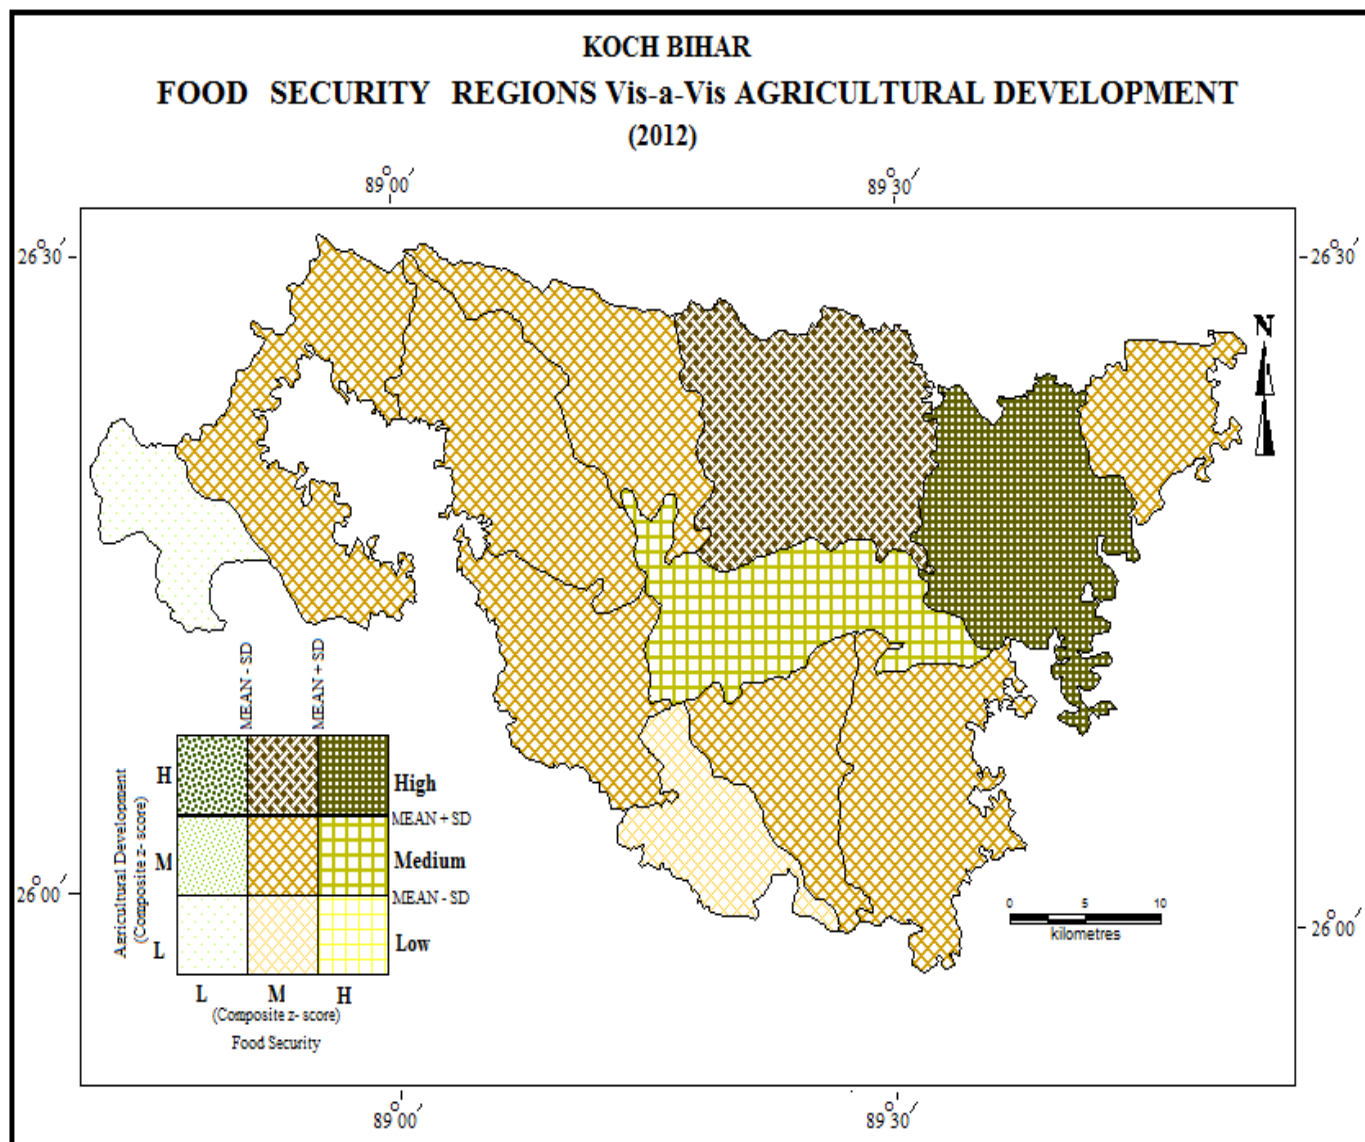 KOCH BIHAR
FOOD SECURITY REGIONS Vis-a-Vis AGRICULTURAL DEVELOPMENT
(2012)
89°00′
89°30′
26°30′
26°30′
N
MEAN - SD
MEAN + SD
Agricultural Development
(Composite z- score)
H
High
MEAN + SD
M
Medium
MEAN - SD
L
Low
L M H
(Composite z- score)
Food Security
26°00′
0 5 10
kilometres
26°00′
89°00′
89°30′